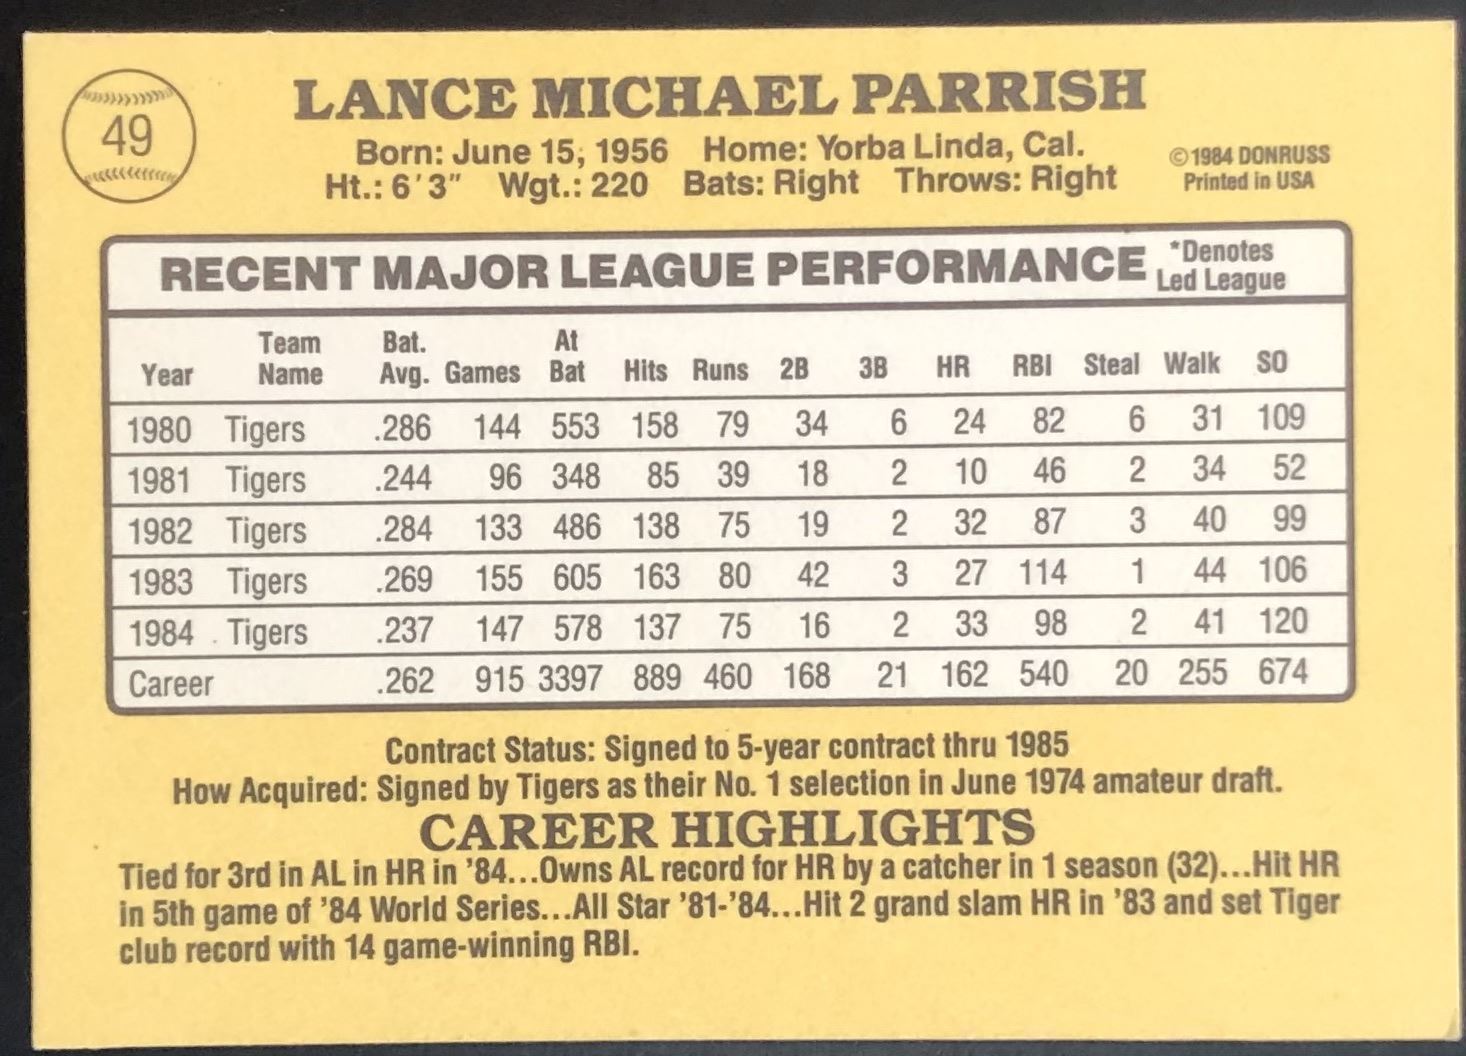 49
LANCE MICHAEL PARRISH
Born: June 15, 1956 Home: Yorba Linda, Cal.
Ht.: 6'3" Wgt.: 220 Bats: Right Throws: Right
©1984 DONRUSS
Printed in USA
RECENT MAJOR LEAGUE PERFORMANCE *Denotes
Led League
Year Team Name Bat. Avg. Games At Bat Hits Runs 2B 3B HR RBI Steal Walk SO
1980 Tigers .286 144 553 158 79 34 6 24 82 6 31 109
1981 Tigers .244 96 348 85 39 18 2 10 46 2 34 52
1982 Tigers .284 133 486 138 75 19 2 32 87 3 40 99
1983 Tigers .269 155 605 163 80 42 3 27 114 1 44 106
1984 Tigers .237 147 578 137 75 16 2 33 98 2 41 120
Career .262 915 3397 889 460 168 21 162 540 20 255 674
Contract Status: Signed to 5-year contract thru 1985
How Acquired: Signed by Tigers as their No. 1 selection in June 1974 amateur draft.
CAREER HIGHLIGHTS
Tied for 3rd in AL in HR in '84...Owns AL record for HR by a catcher in 1 season (32)...Hit HR
in 5th game of '84 World Series...All Star '81-'84...Hit 2 grand slam HR in '83 and set Tiger
club record with 14 game-winning RBI.